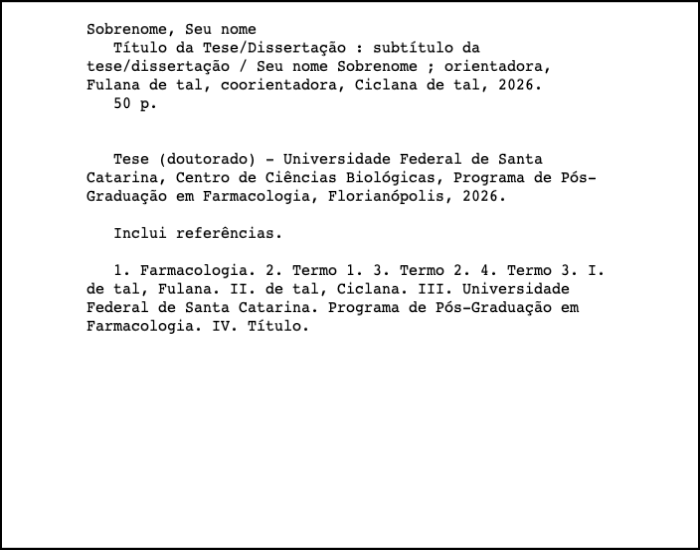 Sobrenome, Seu nome
Título da Tese/Dissertação : subtítulo da
tese/dissertação / Seu nome Sobrenome ; orientadora,
Fulana de tal, coorientadora, Ciclana de tal, 2026.
50 p.
Tese (doutorado) - Universidade Federal de Santa
Catarina, Centro de Ciências Biológicas, Programa de Pós-
Graduação em Farmacologia, Florianópolis, 2026.
Inclui referências.
1. Farmacologia. 2. Termo 1. 3. Termo 2. 4. Termo 3. I.
de tal, Fulana. II. de tal, Ciclana. III. Universidade
Federal de Santa Catarina. Programa de Pós-Graduação em
Farmacologia. IV. Título.